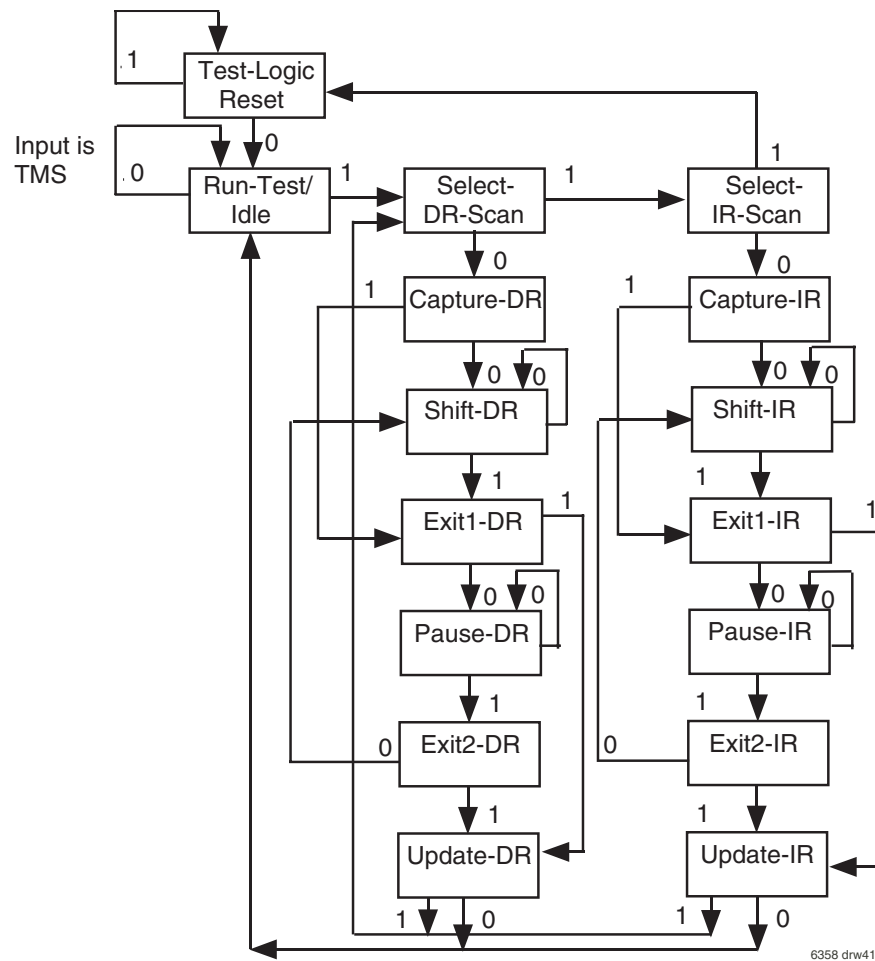 1
Test-Logic
Reset
0
Input is
TMS
0
Run-Test/
Idle
1
Select-
DR-Scan
1
1
Select-
IR-Scan
0
0
1
Capture-DR
1
Capture-IR
0
0
0
0
Shift-DR
Shift-IR
1
1
Exit1-DR
1
Exit1-IR
1
0
0
0
0
Pause-DR
Pause-IR
1
1
0
Exit2-DR
0
Exit2-IR
1
1
Update-DR
Update-IR
1
0
1
0
6358 drw41